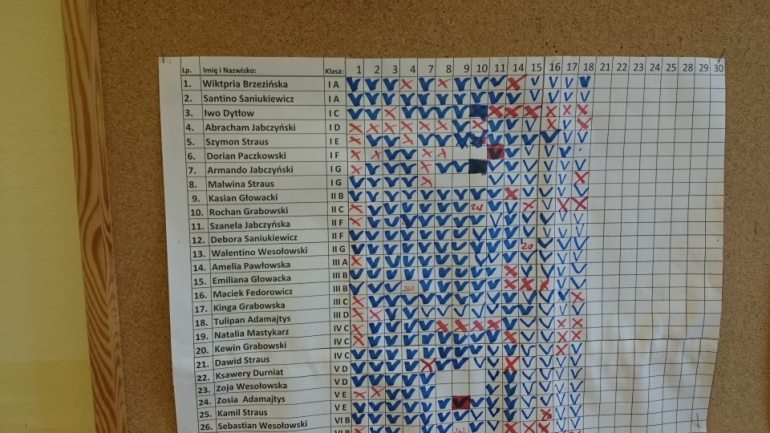 Lp. Imię i Nazwisko: Klasa: 1 2 3 4 7 8 9 10 11 14 15 16 17 18 21 22 23 24 25 28 29 30
1. Wiktpria Brzezińska I A
2. Santino Saniukiewicz I A
3. Iwo Dytłow I C
4. Abracham Jabczyński I D
5. Szymon Straus I E
6. Dorian Paczkowski I F
7. Armando Jabczyński I G
8. Malwina Straus I G
9. Kasian Głowacki II B
10. Rochan Grabowski II C
11. Szanela Jabczyńska II F
12. Debora Saniukiewicz II F
13. Walentino Wesołowski II G
14. Amelia Pawłowska III A
15. Emiliana Głowacka III B
16. Maciek Fedorowicz III B
17. Kinga Grabowska III C
18. Tulipan Adamajtys III D
19. Natalia Mastykarz IV C
20. Kewin Grabowski IV C
21. Dawid Straus IV C
22. Ksawery Durniat V D
23. Zoja Wesołowska V D
24. Zosia Adamajtys V E
25. Kamil Straus V E
26. Sebastian Wesołowski VI B